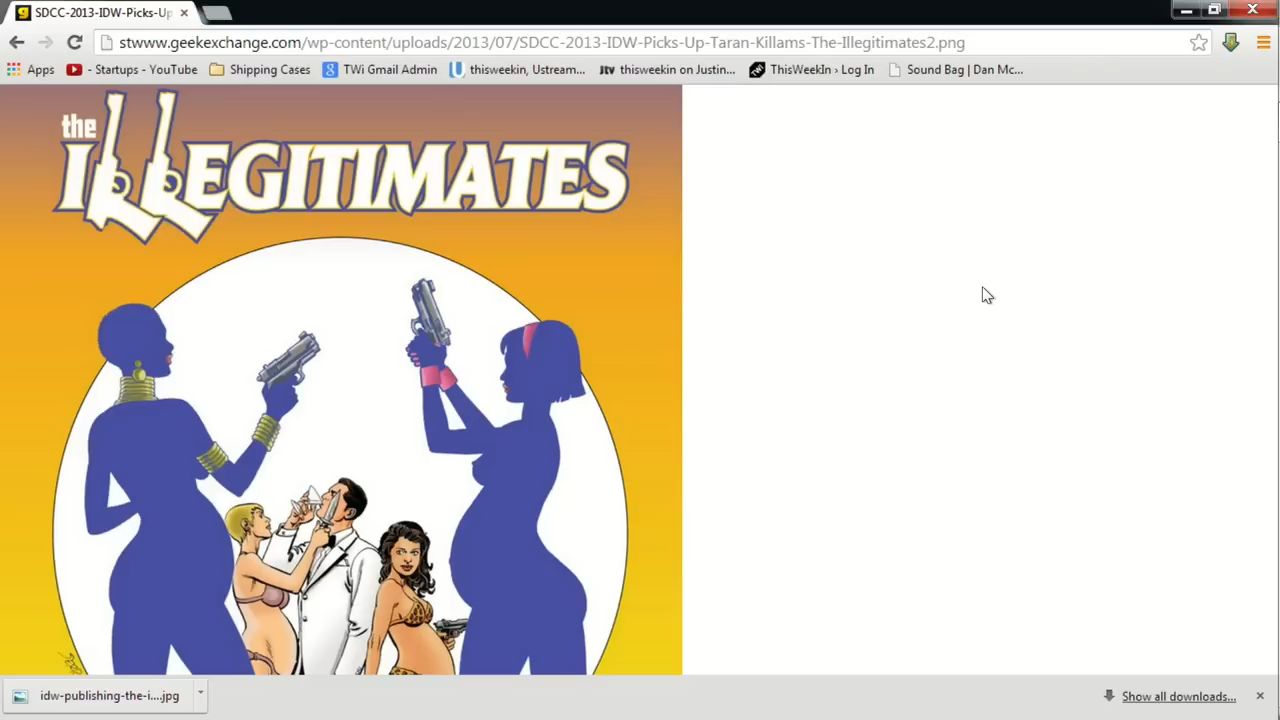 SDCC-2013-IDW-Picks-Up
stwww.geekexchange.com/wp-content/uploads/2013/07/SDCC-2013-IDW-Picks-Up-Taran-Killams-The-Illegitimates2.png
Apps - Startups - YouTube Shipping Cases TWi Gmail Admin thisweekin, Ustream... thisweekin on Justin... ThisWeekIn › Log In Sound Bag | Dan Mc...
the
ILLEGITIMATES
idw-publishing-the-i....jpg Show all downloads...